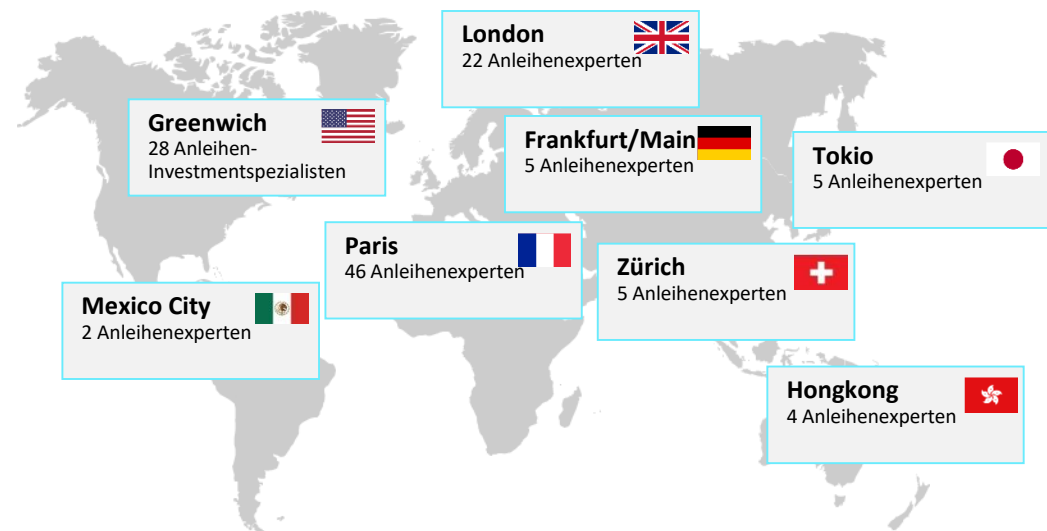 London
22 Anleihenexperten
Greenwich
28 Anleihen-
Investmentspezialisten
Frankfurt/Main
5 Anleihenexperten
Tokio
5 Anleihenexperten
Paris
46 Anleihenexperten
Zürich
5 Anleihenexperten
Mexico City
2 Anleihenexperten
Hongkong
4 Anleihenexperten